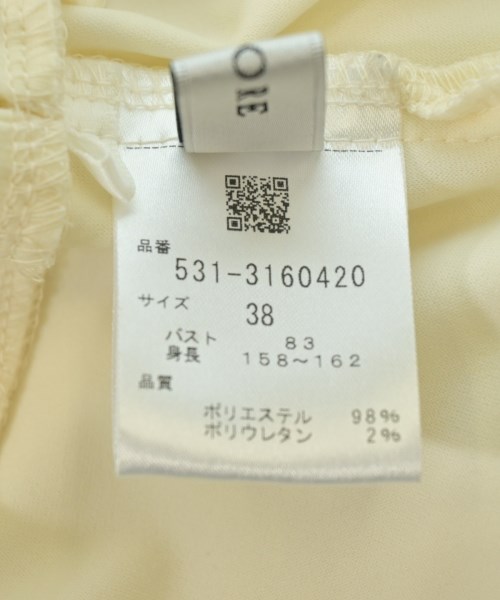 ORE
品番
531-3160420
サイズ
38
バスト 83
身長 158～162
品質
ポリエステル 98%
ポリウレタン 2%